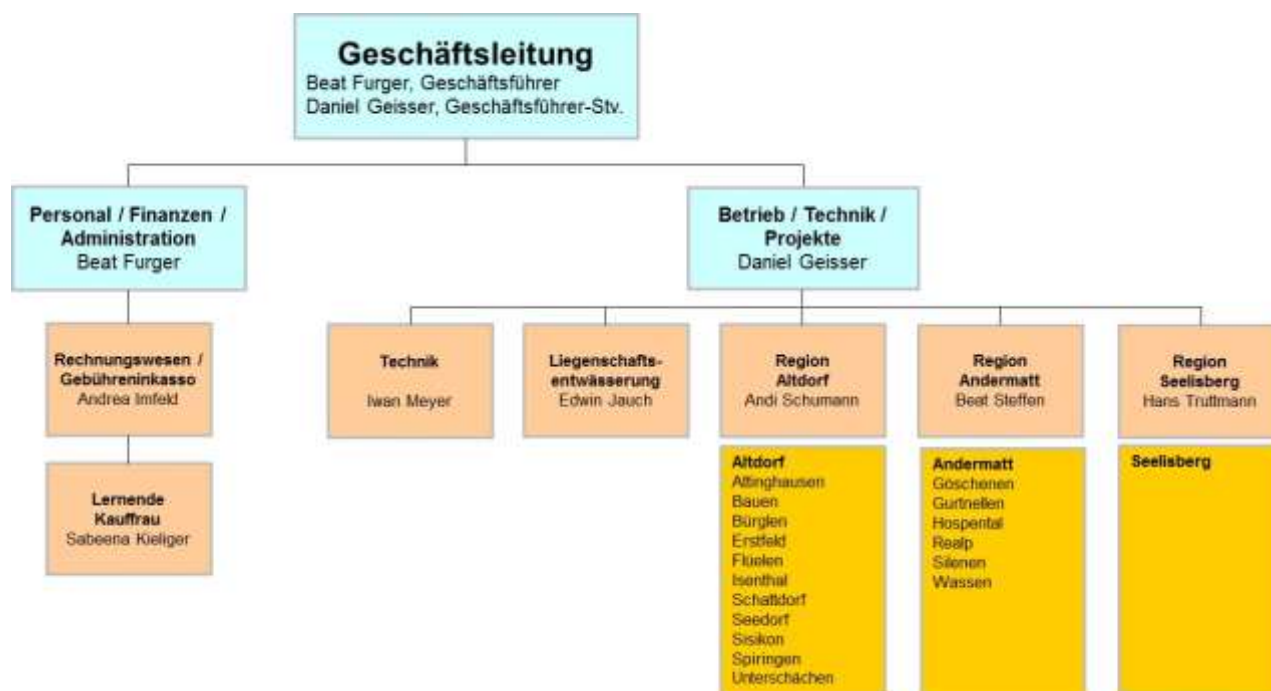 Geschäftsleitung
Beat Furger, Geschäftsführer
Daniel Geisser, Geschäftsführer-Stv.
Personal / Finanzen /
Administration
Beat Furger
Betrieb / Technik /
Projekte
Daniel Geisser
Rechnungswesen /
Gebühreninkasso
Andrea Imfeld
Technik
Iwan Meyer
Liegenschafts-
entwässerung
Edwin Jauch
Region
Altdorf
Andi Schumann
Region
Andermatt
Beat Steffen
Region
Seelisberg
Hans Truttmann
Lernende
Kauffrau
Sabeena Kieliger
Altdorf
Attinghausen
Bauen
Bürglen
Erstfeld
Flüelen
Isenthal
Schattdorf
Seedorf
Sisikon
Spiringen
Unterschächen
Andermatt
Göschenen
Gurtnellen
Hospental
Realp
Silenen
Wassen
Seelisberg